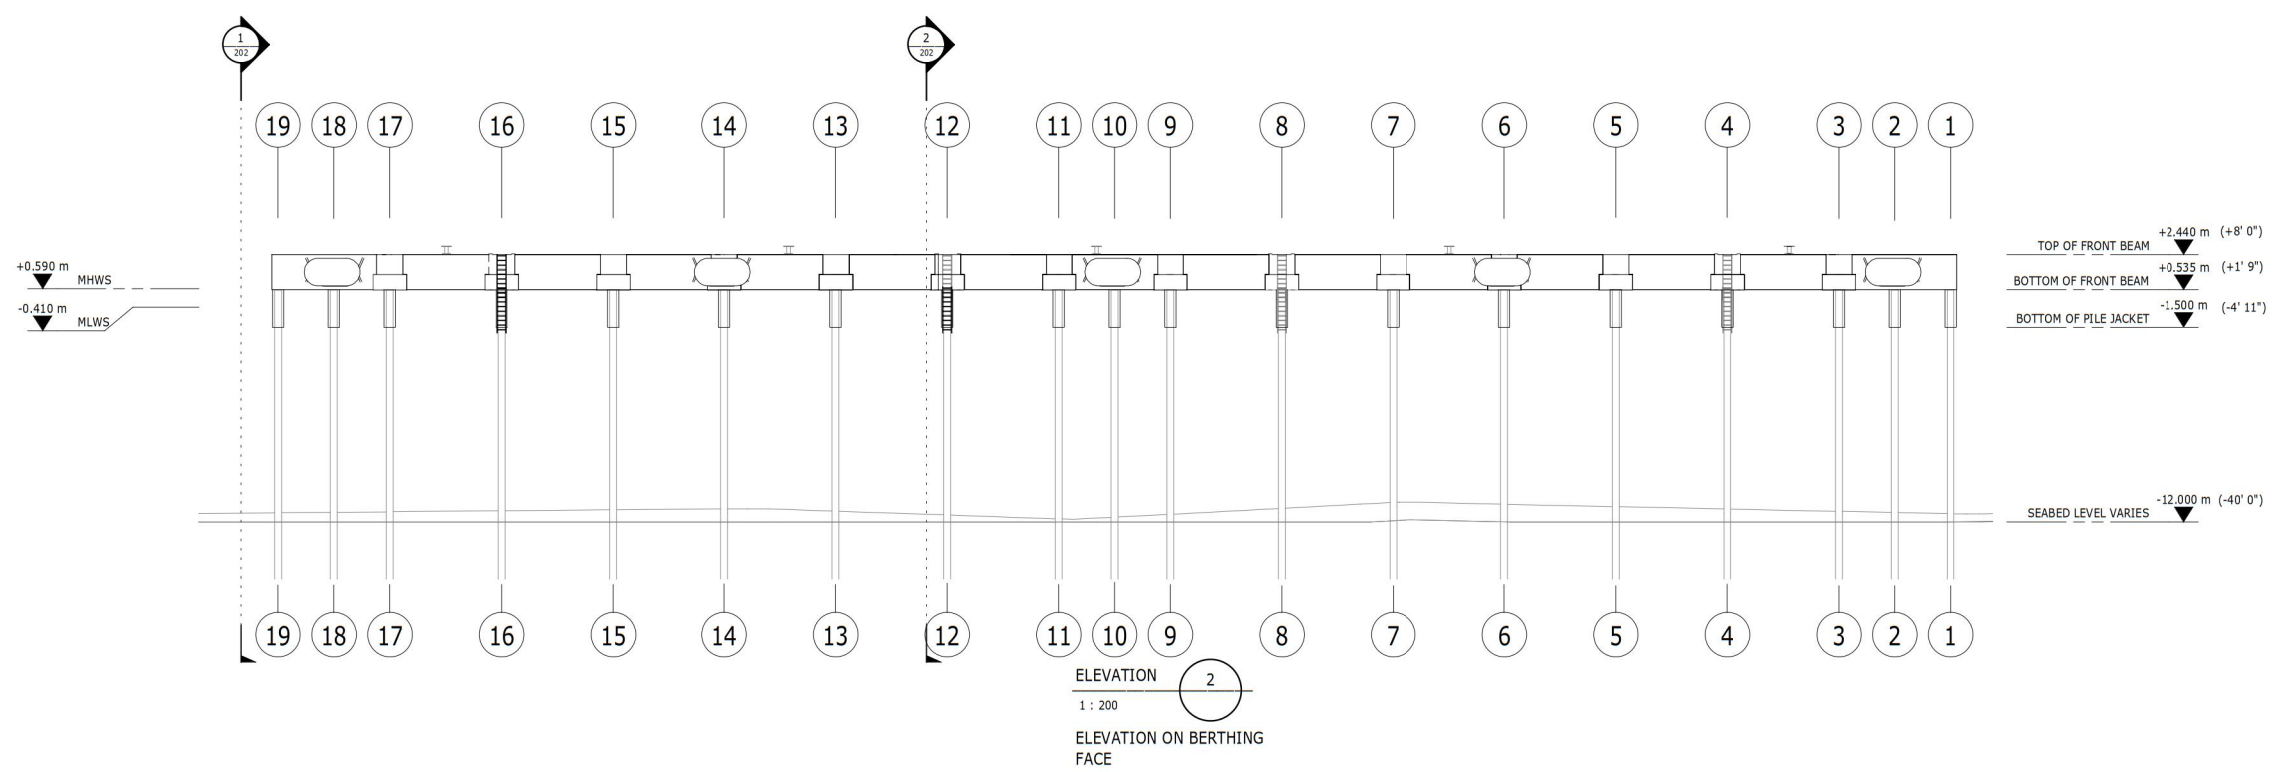 1
202
2
202
19 18 17 16 15 14 13 12 11 10 9 8 7 6 5 4 3 2 1
+2.440 m (+8' 0")
TOP OF FRONT BEAM
+0.590 m
MHWS
+0.535 m (+1' 9")
BOTTOM OF FRONT BEAM
-0.410 m
MLWS
-1.500 m (-4' 11")
BOTTOM OF PILE JACKET
-12.000 m (-40' 0")
SEABED LEVEL VARIES
19 18 17 16 15 14 13 12 11 10 9 8 7 6 5 4 3 2 1
ELEVATION
2
1 : 200
ELEVATION ON BERTHING
FACE